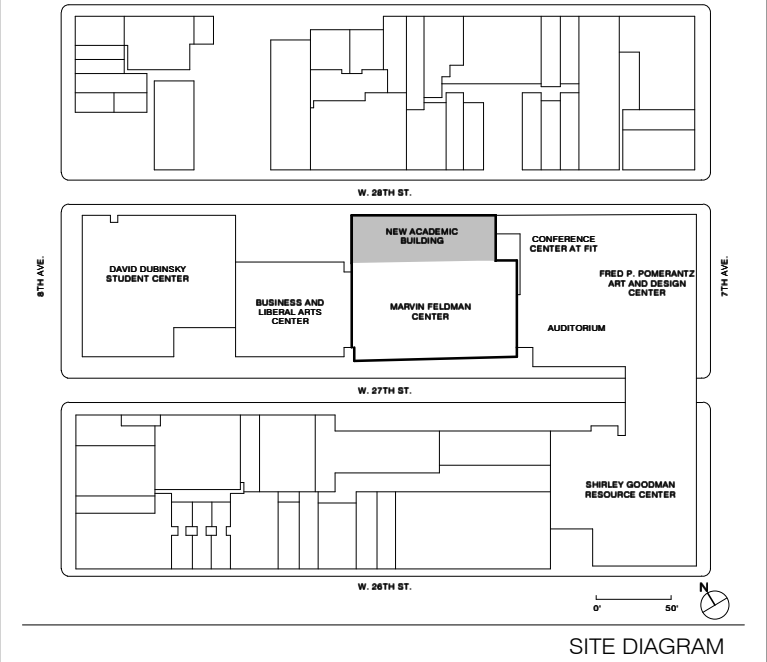 W. 28TH ST.
8TH AVE.
DAVID DUBINSKY
STUDENT CENTER
BUSINESS AND
LIBERAL ARTS
CENTER
NEW ACADEMIC
BUILDING
MARVIN FELDMAN
CENTER
CONFERENCE
CENTER AT FIT
FRED P. POMERANTZ
ART AND DESIGN
CENTER
AUDITORIUM
7TH AVE.
W. 27TH ST.
SHIRLEY GOODMAN
RESOURCE CENTER
W. 26TH ST.
N
0' 50'
SITE DIAGRAM